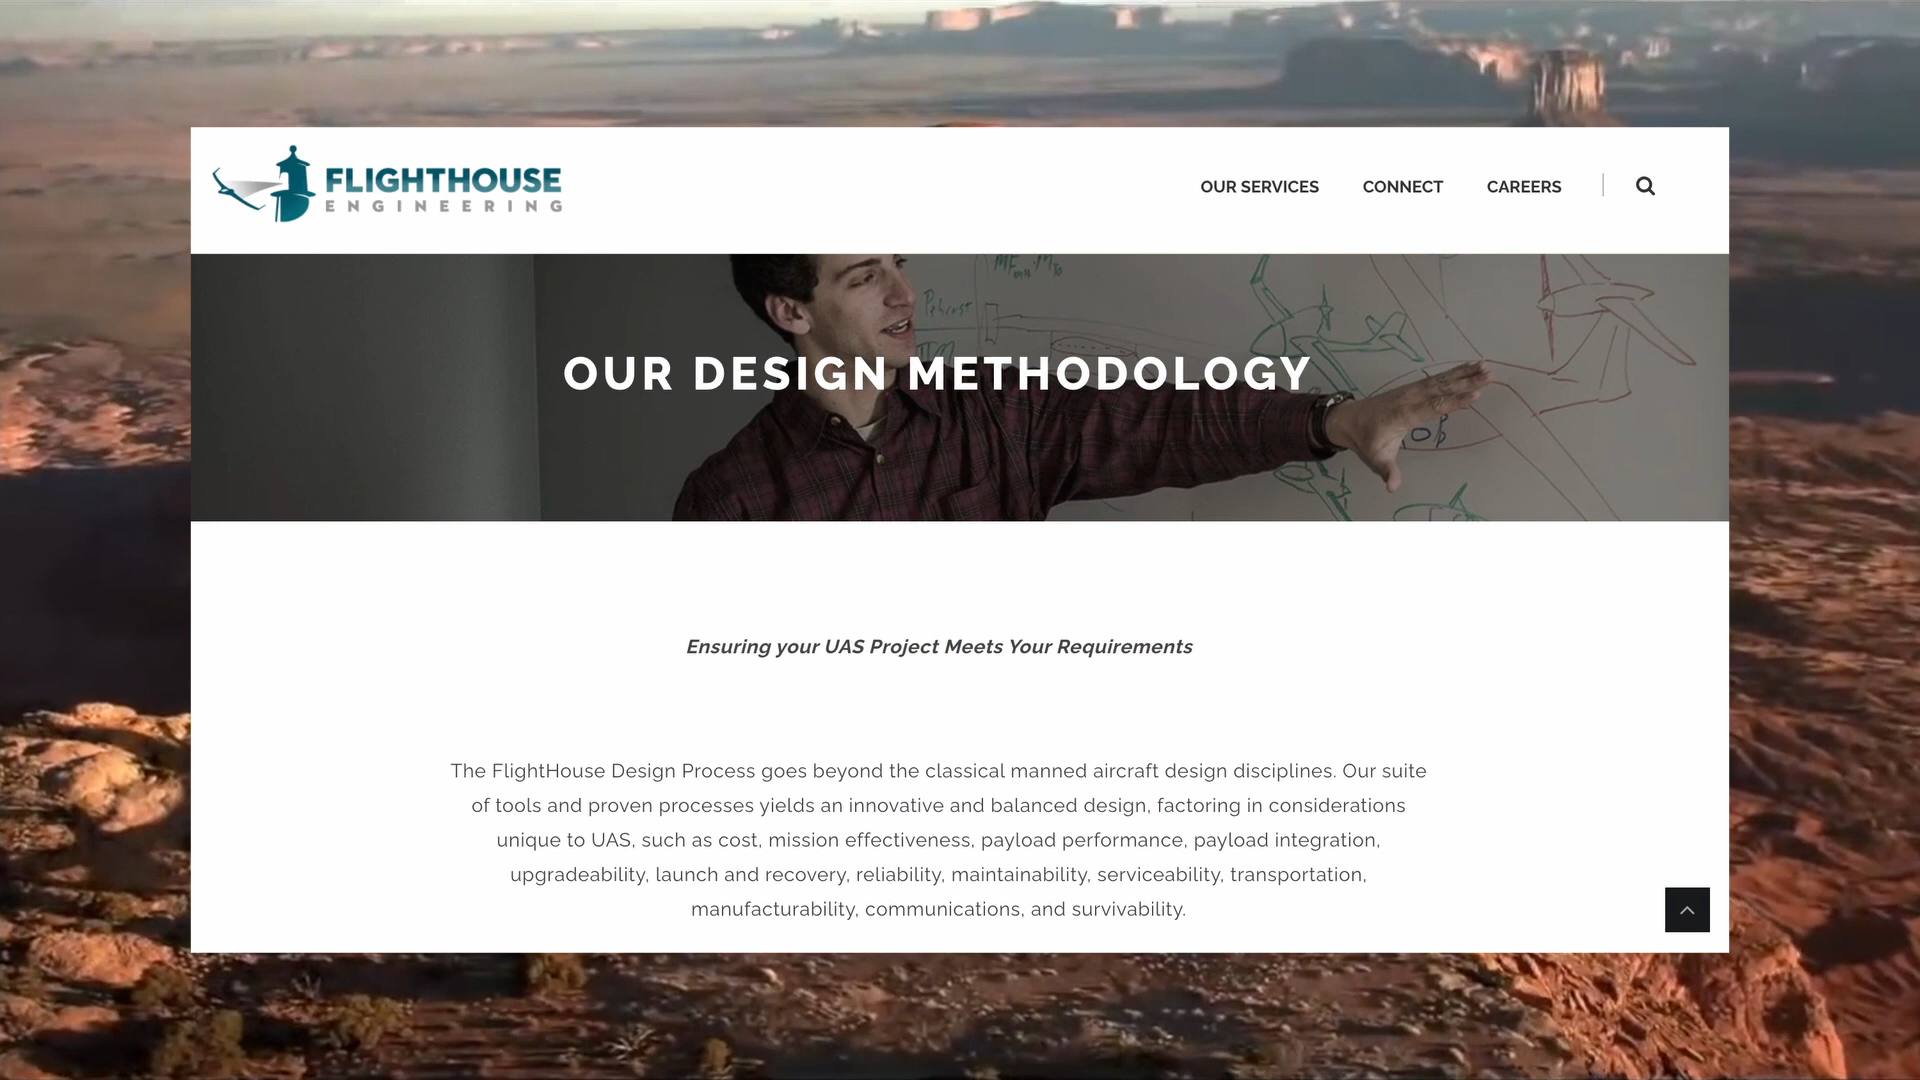 FLIGHTHOUSE
ENGINEERING
OUR SERVICES CONNECT CAREERS
OUR DESIGN METHODOLOGY
Ensuring your UAS Project Meets Your Requirements
The FlightHouse Design Process goes beyond the classical manned aircraft design disciplines. Our suite
of tools and proven processes yields an innovative and balanced design, factoring in considerations
unique to UAS, such as cost, mission effectiveness, payload performance, payload integration,
upgradeability, launch and recovery, reliability, maintainability, serviceability, transportation,
manufacturability, communications, and survivability.